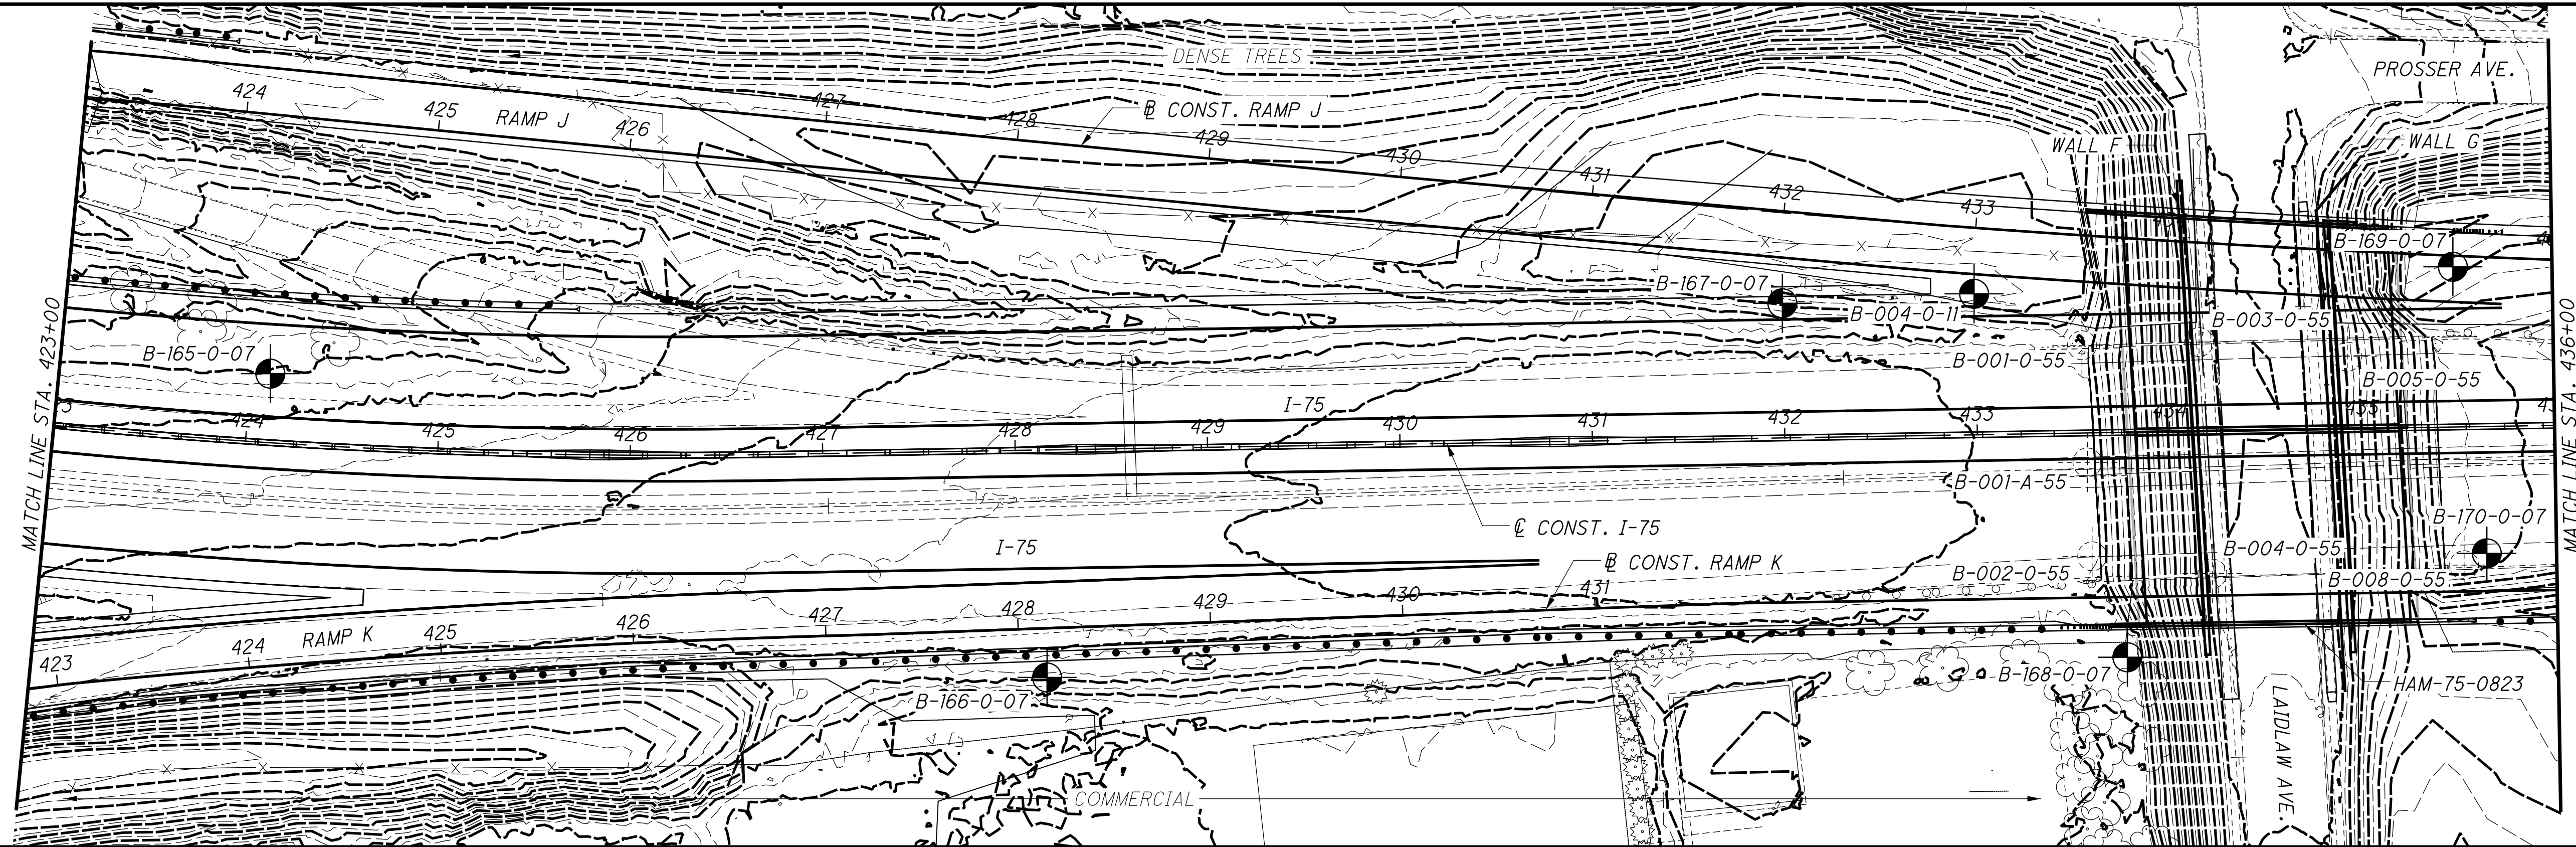 DENSE TREES
PROSSER AVE.
424
425
RAMP J
426
427
428
℄ CONST. RAMP J
429
430
431
432
433
WALL F
WALL G
B-169-0-07
B-167-0-07
B-004-0-11
B-003-0-55
B-165-0-07
B-001-0-55
B-005-0-55
MATCH LINE STA. 423+00
MATCH LINE STA. 436+00
I-75
424
425
426
427
428
429
430
431
432
433
434
435
B-001-A-55
℄ CONST. I-75
B-170-0-07
I-75
B-004-0-55
℄ CONST. RAMP K
B-002-0-55
B-008-0-55
423
424
RAMP K
425
426
427
428
429
430
431
B-166-0-07
B-168-0-07
HAM-75-0823
LAIDLAW AVE.
COMMERCIAL